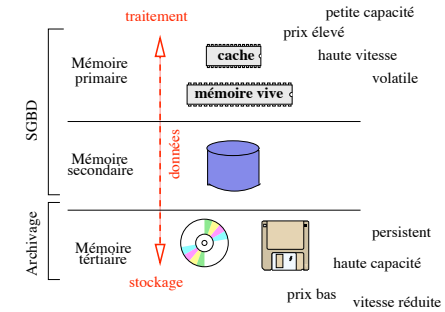 traitement
petite capacité
prix élevé
haute vitesse
volatile
SGBD
Mémoire
primaire
cache
mémoire vive
données
Mémoire
secondaire
Archivage
Mémoire
tértiaire
stockage
persistent
haute capacité
prix bas
vitesse réduite